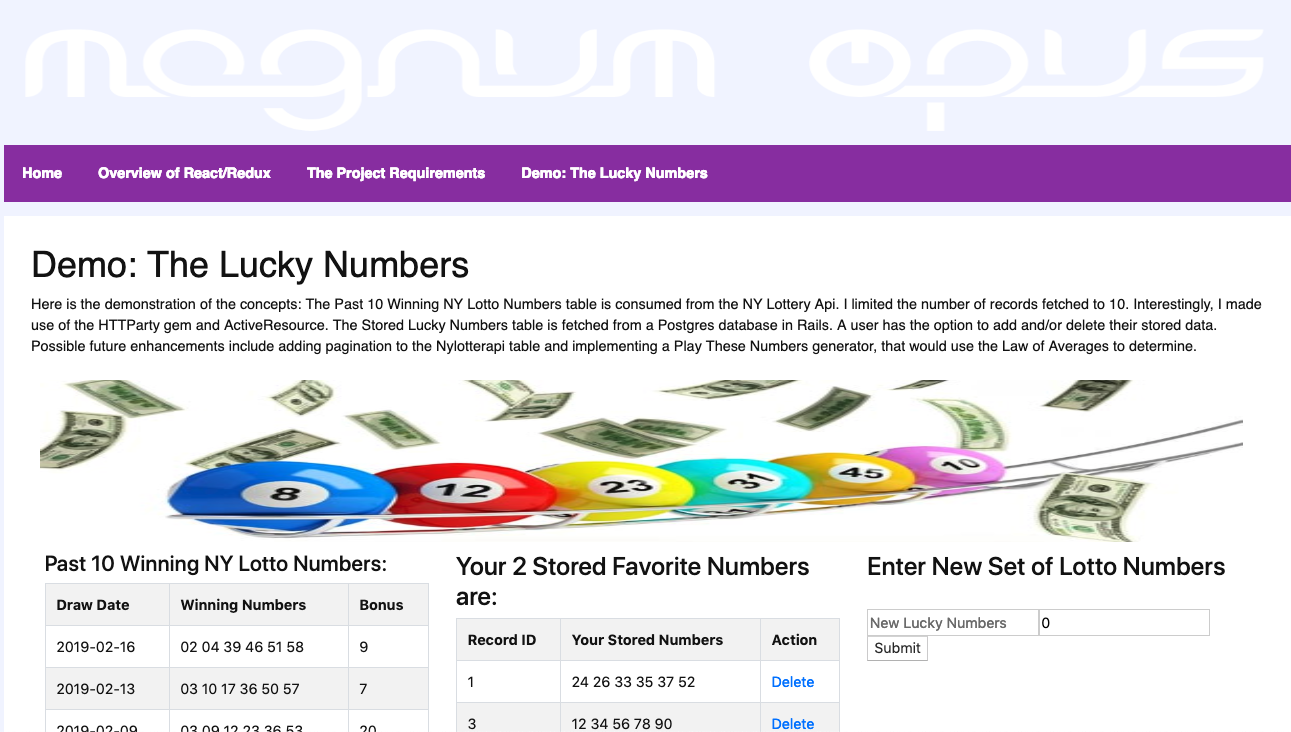 magnum opus
Home Overview of React/Redux The Project Requirements Demo: The Lucky Numbers
Demo: The Lucky Numbers
Here is the demonstration of the concepts: The Past 10 Winning NY Lotto Numbers table is consumed from the NY Lottery Api. I limited the number of records fetched to 10. Interestingly, I made
use of the HTTParty gem and ActiveResource. The Stored Lucky Numbers table is fetched from a Postgres database in Rails. A user has the option to add and/or delete their stored data.
Possible future enhancements include adding pagination to the Nylotterapi table and implementing a Play These Numbers generator, that would use the Law of Averages to determine.
8 12 23 31 45 10
Past 10 Winning NY Lotto Numbers:
Draw Date Winning Numbers Bonus
2019-02-16 02 04 39 46 51 58 9
2019-02-13 03 10 17 36 50 57 7
2019-02-09 03 09 12 23 36 53 20
Your 2 Stored Favorite Numbers
are:
Record ID Your Stored Numbers Action
1 24 26 33 35 37 52 Delete
3 12 34 56 78 90 Delete
Enter New Set of Lotto Numbers
New Lucky Numbers 0
Submit